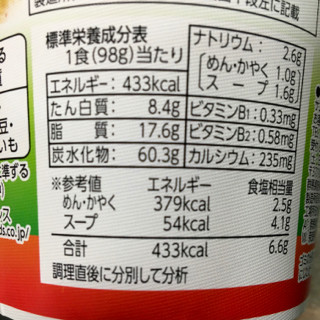 左に記載
標準栄養成分表
1食(98g)当たり
エネルギー: 433kcal
たん白質: 8.4g
脂質: 17.6g
炭水化物: 60.3g
ナトリウム: 2.6g
めん・かやく: 1.0g
スープ: 1.6g
ビタミンB1: 0.33mg
ビタミンB2: 0.58mg
カルシウム: 235mg
※参考値 エネルギー 食塩相当量
めん・かやく 379kcal 2.5g
スープ 54kcal 4.1g
合計 433kcal 6.6g
調理直後に分別して分析